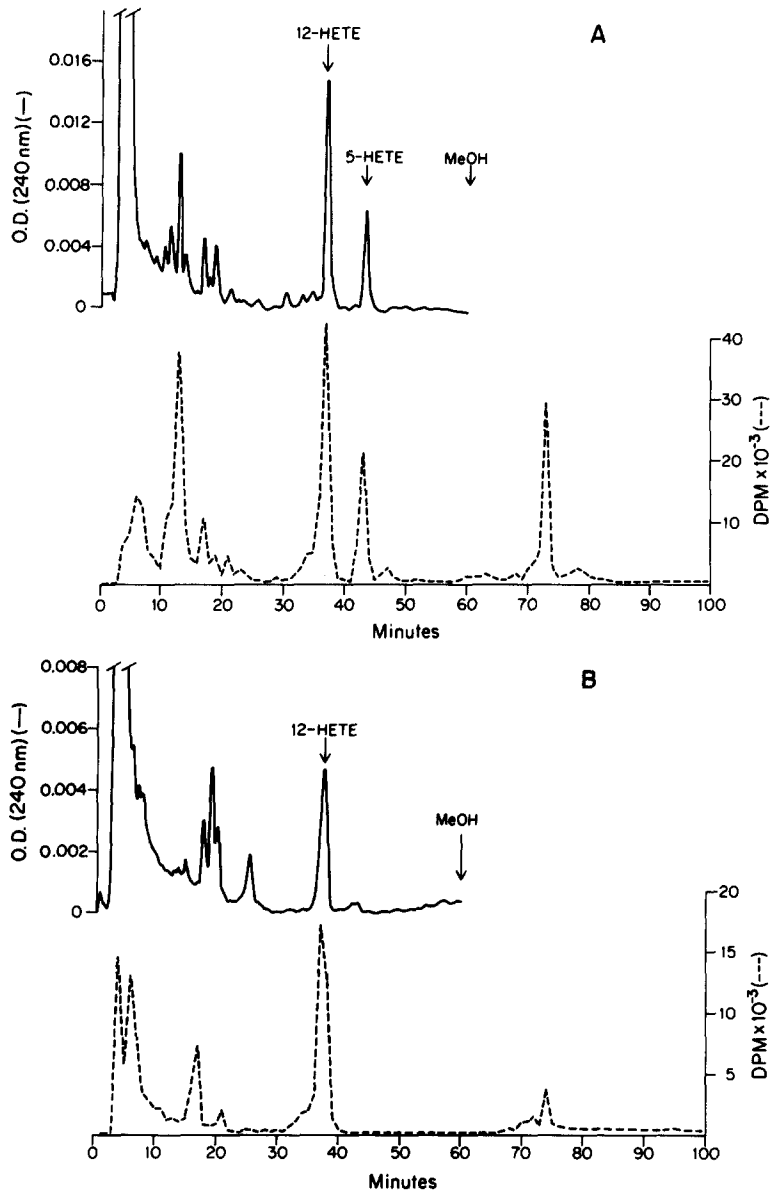 A
12-HETE
0.016
0.012
5-HETE
MeOH
0.008
0.004
0
O.D. (240 nm) (—)
40
30
20
10
DPM x 10⁻³ (---)
0 10 20 30 40 50 60 70 80 90 100
Minutes
B
0.008
12-HETE
0.006
0.004
MeOH
0.002
0
O.D. (240 nm) (—)
20
15
10
5
DPM x 10⁻³ (---)
0 10 20 30 40 50 60 70 80 90 100
Minutes